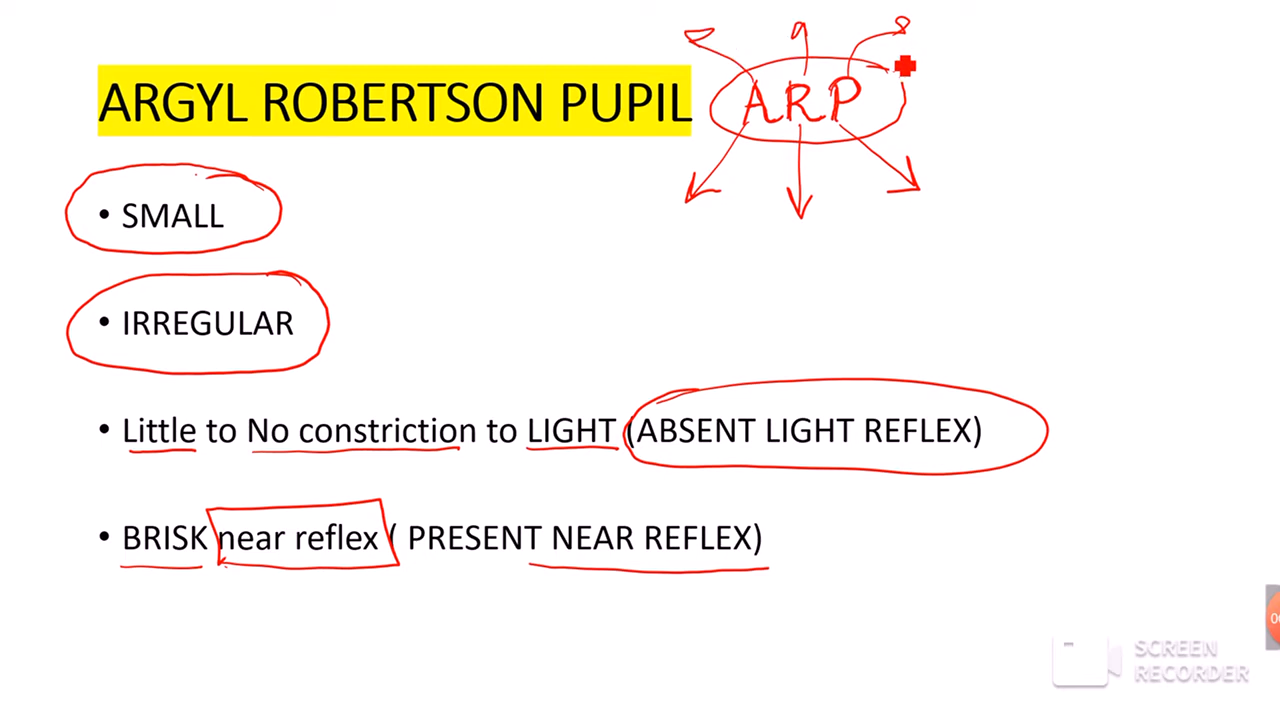 ARGYL ROBERTSON PUPIL
ARP
• SMALL
• IRREGULAR
• Little to No constriction to LIGHT (ABSENT LIGHT REFLEX)
• BRISK near reflex ( PRESENT NEAR REFLEX)
SCREEN
RECORDER